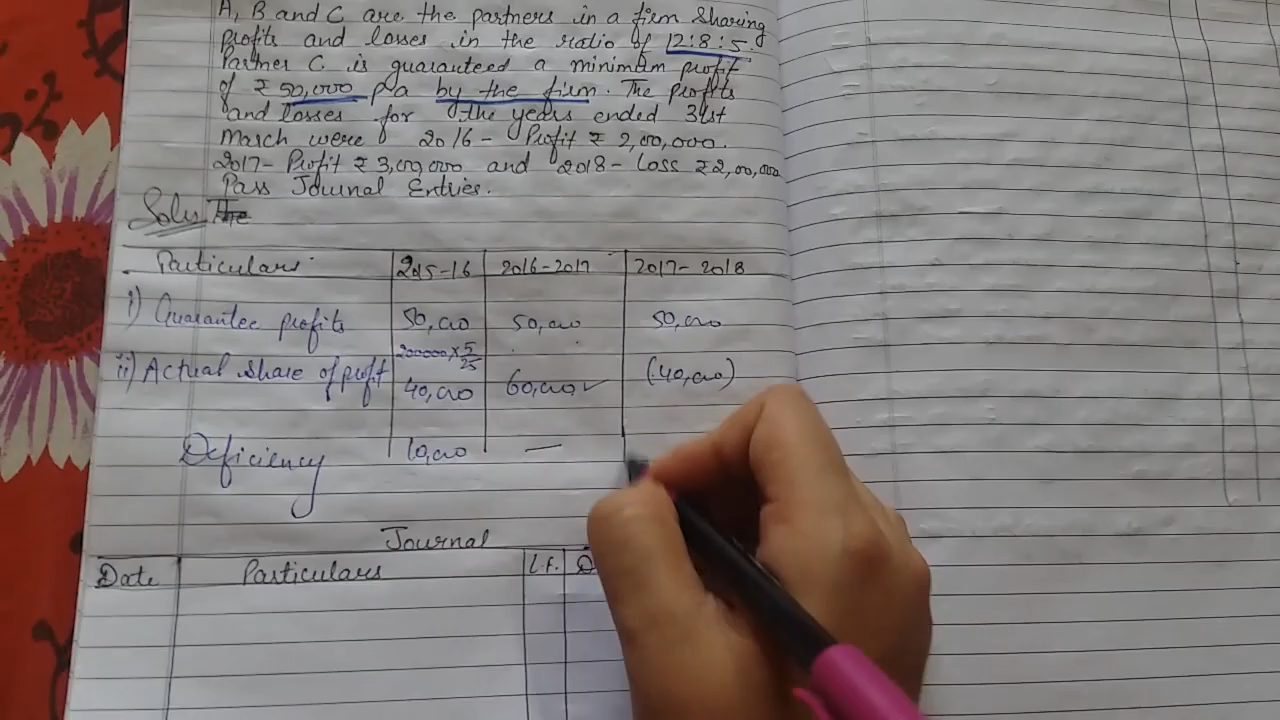 A, B and C are the partners in a firm sharing
profits and losses in the ratio of 12:8:5.
Partner C is guaranteed a minimum profit
of ₹ 50,000 p.a by the firm. The profits
and losses for the years ended 31st
March were 2016 - Profit ₹ 2,00,000.
2017- Profit ₹ 3,00,000 and 2018 - Loss ₹2,00,000
Pass Journal Entries.
Solu The
Particulars 2015-16 2016-2017 2017-2018
i) Guarantee profits 50,000 50,000 50,000
200000 × 5/25
ii) Actual share of profit 40,000 60,000 ✓ (40,000)
Deficiency 10,000 —
Journal
Date Particulars L.F. D